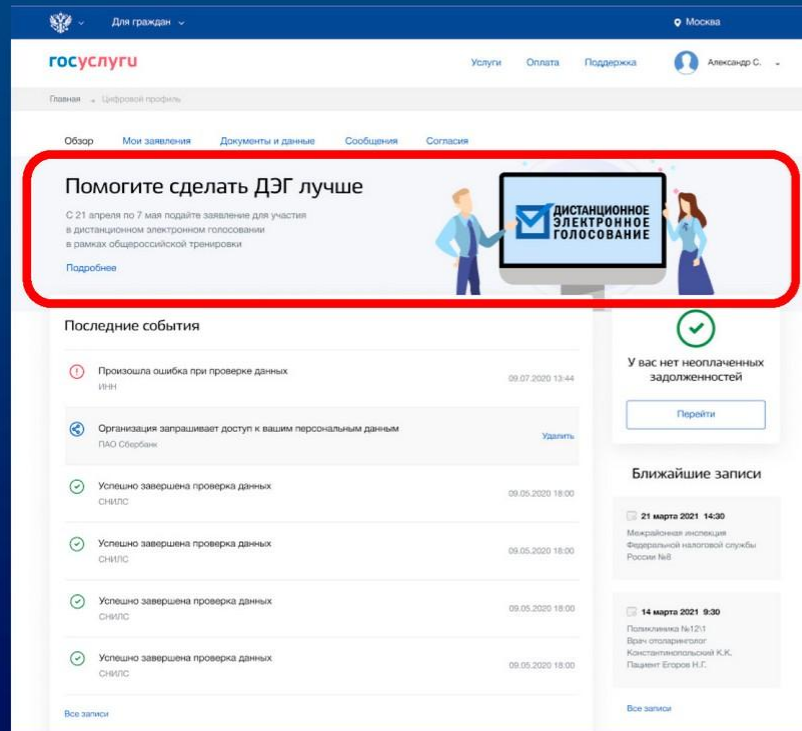 Для граждан
Москва
госуслуги
Услуги Оплата Поддержка Александр С.
Главная Цифровой профиль
Обзор Мои заявления Документы и данные Сообщения Согласия
Помогите сделать ДЭГ лучше
С 21 апреля по 7 мая подайте заявление для участия
в дистанционном электронном голосовании
в рамках общероссийской тренировки
Подробнее
ДИСТАНЦИОННОЕ
ЭЛЕКТРОННОЕ
ГОЛОСОВАНИЕ
Последние события
Произошла ошибка при проверке данных
ИНН
09.07.2020 13:44
Организация запрашивает доступ к вашим персональным данным
ПАО Сбербанк
Удалить
Успешно завершена проверка данных
СНИЛС
09.05.2020 18:00
Успешно завершена проверка данных
СНИЛС
09.05.2020 18:00
Успешно завершена проверка данных
СНИЛС
09.05.2020 18:00
Успешно завершена проверка данных
СНИЛС
09.05.2020 18:00
Все записи
У вас нет неоплаченных
задолженностей
Перейти
Ближайшие записи
21 марта 2021 14:30
Межрайонная инспекция
Федеральной налоговой службы
России №8
14 марта 2021 9:30
Поликлиника №12\1
Врач отоларинголог
Константинопольский К.К.
Пациент Егоров Н.Г.
Все записи